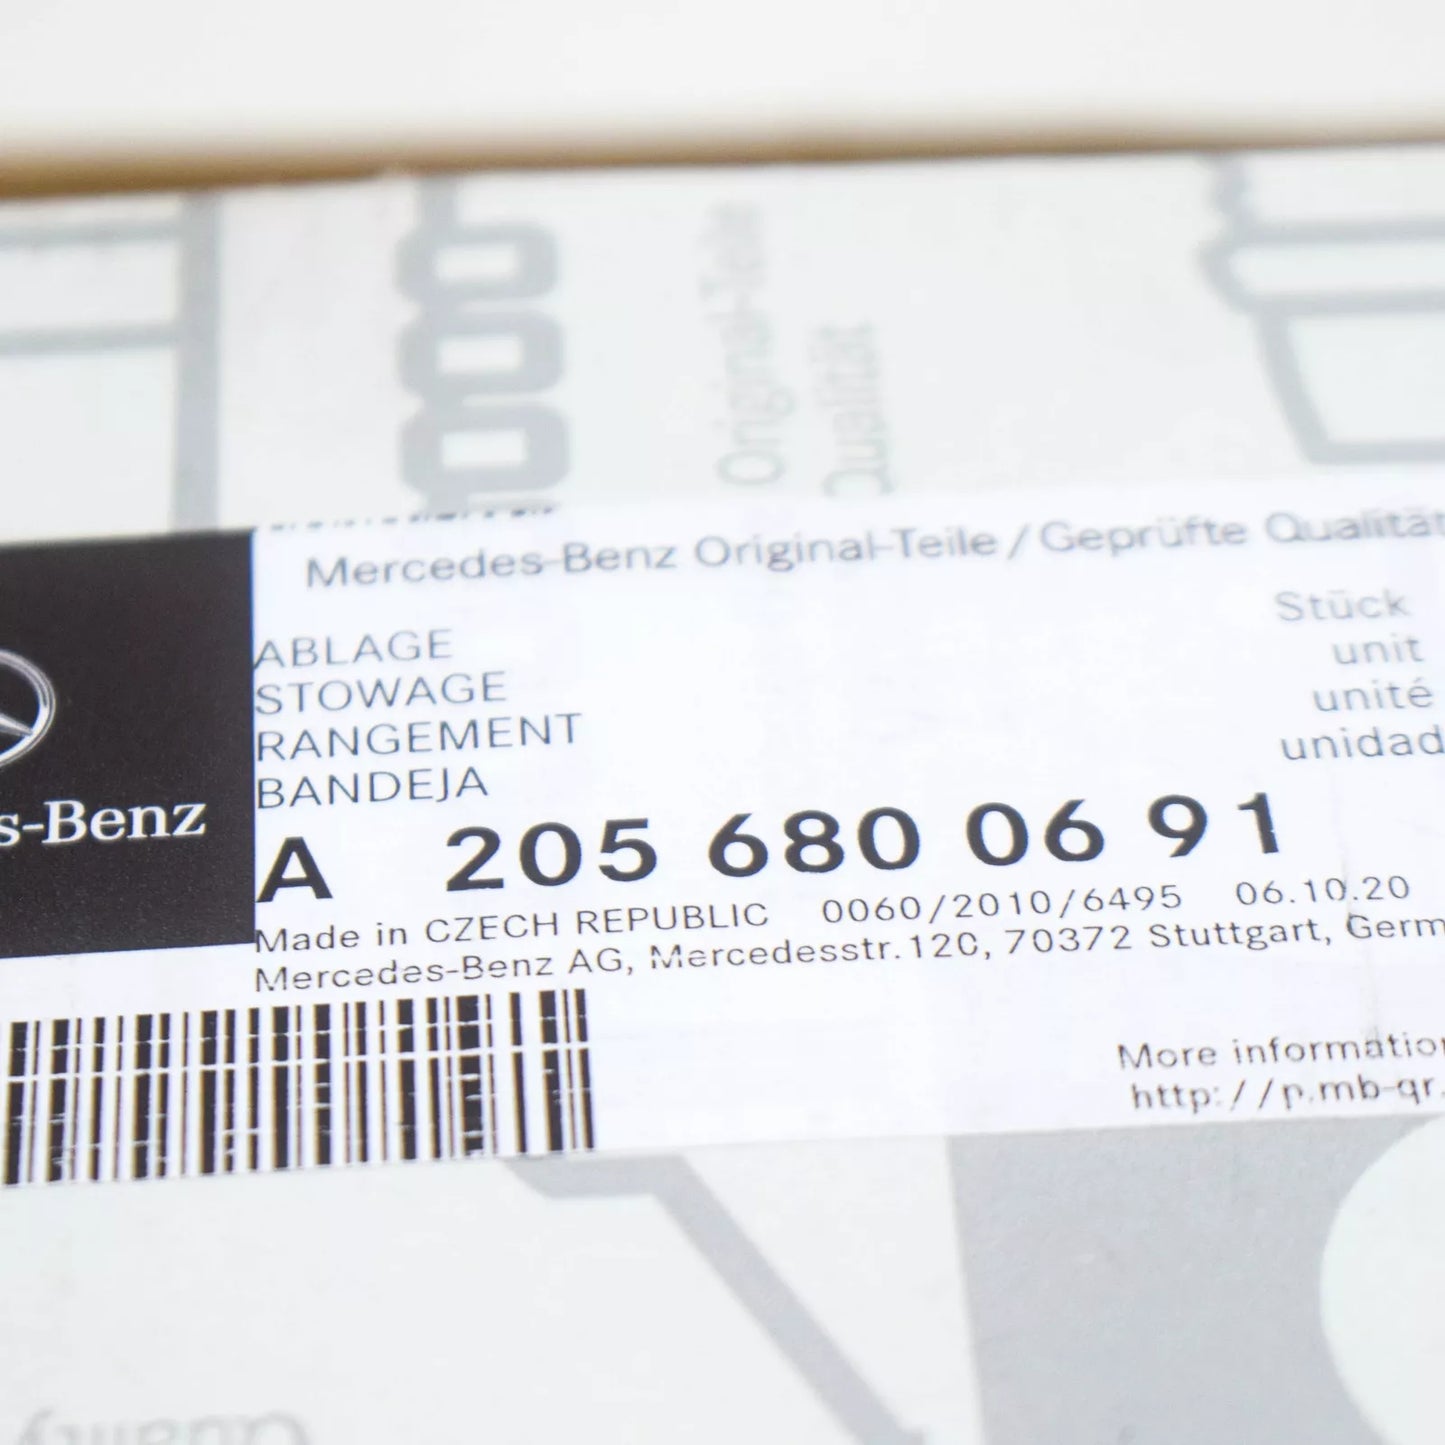 Original-Teile
Qualität
Mercedes-Benz Original-Teile / Geprüfte Qualität
ABLAGE
STOWAGE
RANGEMENT
BANDEJA
Stück
unit
unité
unidad
s-Benz
A 205 680 06 91
Made in CZECH REPUBLIC 0060/2010/6495 06.10.20
Mercedes-Benz AG, Mercedesstr. 120, 70372 Stuttgart, Germ
More information
http://p.mb-qr.
Quality